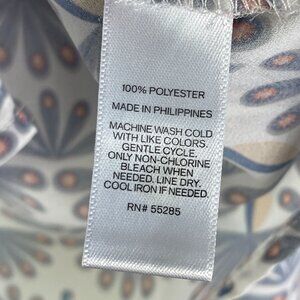 100% POLYESTER
MADE IN PHILIPPINES
MACHINE WASH COLD
WITH LIKE COLORS.
GENTLE CYCLE.
ONLY NON-CHLORINE
BLEACH WHEN
NEEDED. LINE DRY.
COOL IRON IF NEEDED.
RN# 55285